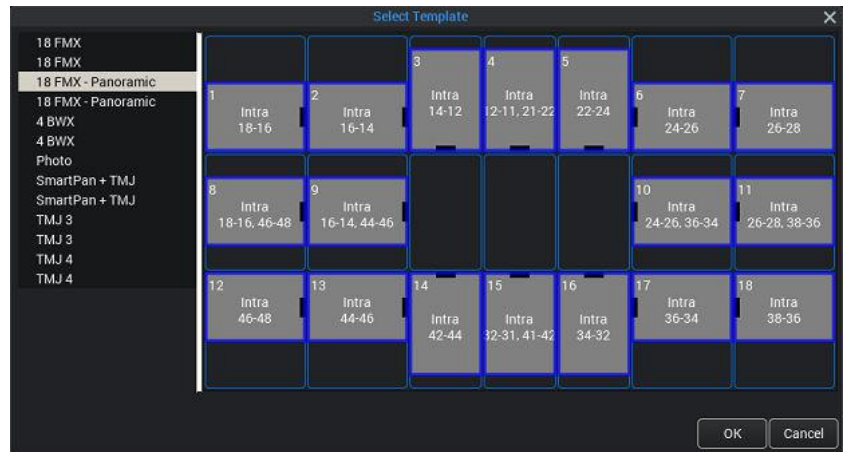 Select Template
18 FMX
18 FMX
18 FMX - Panoramic
18 FMX - Panoramic
4 BWX
4 BWX
Photo
SmartPan + TMJ
SmartPan + TMJ
TMJ 3
TMJ 3
TMJ 4
TMJ 4
1
Intra
18-16
2
Intra
16-14
3
Intra
14-12
4
Intra
12-11, 21-22
5
Intra
22-24
6
Intra
24-26
7
Intra
26-28
8
Intra
18-16, 46-48
9
Intra
16-14, 44-46
10
Intra
24-26, 36-34
11
Intra
26-28, 38-36
12
Intra
46-48
13
Intra
44-46
14
Intra
42-44
15
Intra
32-31, 41-42
16
Intra
34-32
17
Intra
36-34
18
Intra
38-36
OK
Cancel